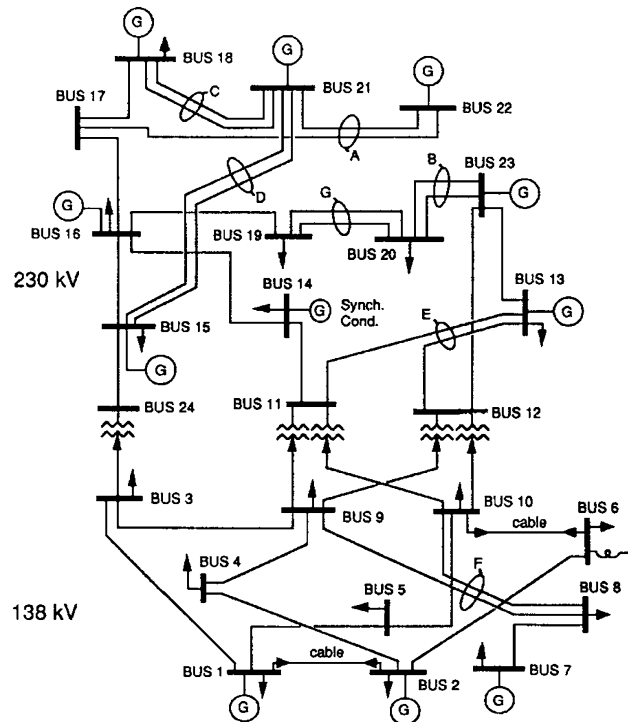 G
G
G
BUS 18
BUS 21
C
BUS 17
BUS 22
A
B
BUS 23
D
G
G
G
BUS 16
BUS 19
BUS 20
230 kV
BUS 14
BUS 13
G
Synch.
Cond.
G
E
BUS 15
G
BUS 24
BUS 11
BUS 12
BUS 3
BUS 9
BUS 10
BUS 6
cable
BUS 4
F
BUS 5
BUS 8
138 kV
cable
BUS 1
BUS 2
BUS 7
G
G
G